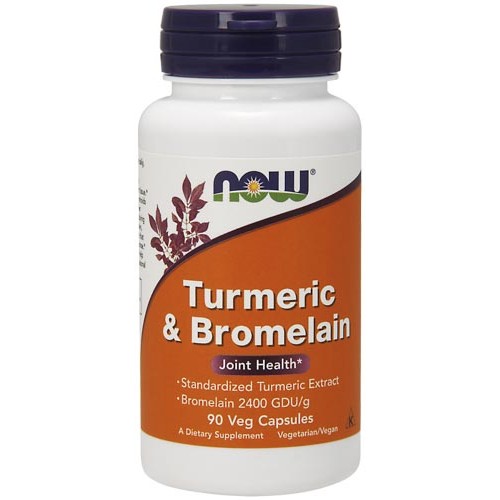 NOW®
Turmeric
& Bromelain
Joint Health*
• Standardized Turmeric Extract
• Bromelain 2400 GDU/g
90 Veg Capsules
A Dietary Supplement Vegetarian/Vegan
K